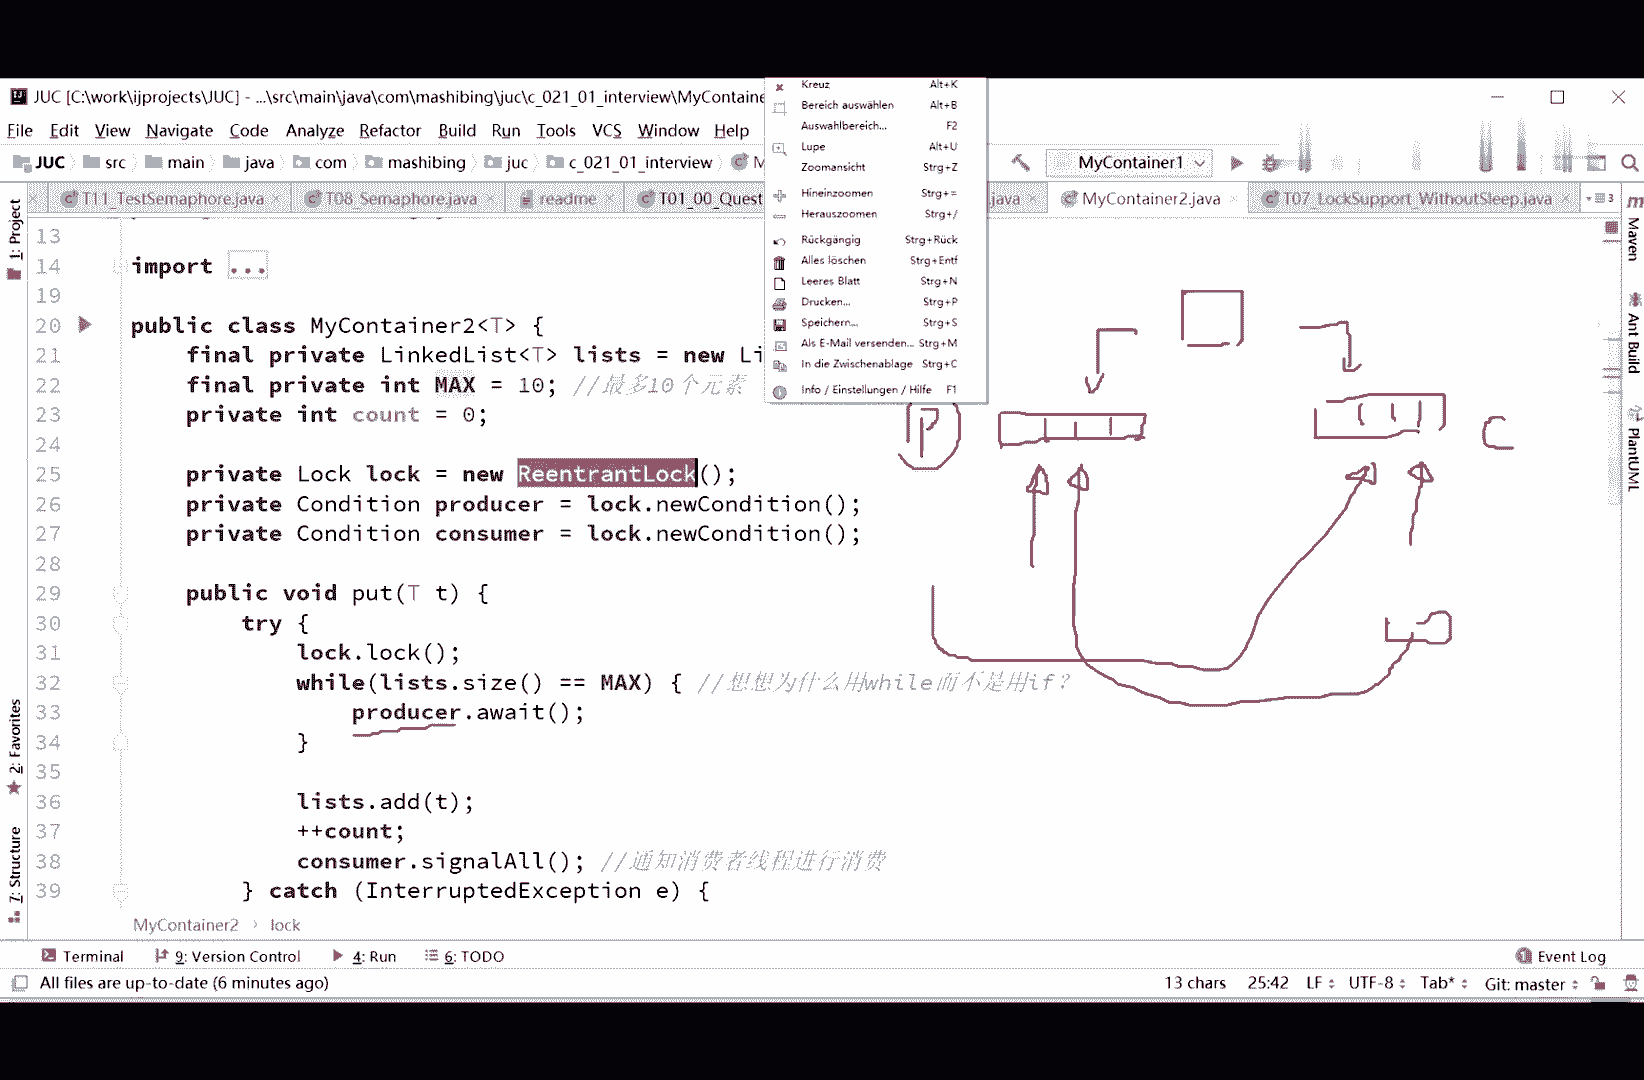 JUC [C:\work\ijprojects\JUC] - ...\src\main\java\com\mashibing\juc\c_021_01_interview\MyContaine
File Edit View Navigate Code Analyze Refactor Build Run Tools VCS Window Help
JUC src main java com mashibing juc c_021_01_interview M
MyContainer1
T11_TestSemaphore.java T08_Semaphore.java readme T01_00_Quest .java MyContainer2.java T07_LockSupport_WithoutSleep.java 3
Kreuz Alt+K
Bereich auswählen Alt+B
Auswahlbereich... F2
Lupe Alt+U
Zoomansicht Strg+Z
Hineinzoomen Strg+=
Herauszoomen Strg+/
Rückgängig Strg+Rück
Alles löschen Strg+Entf
Leeres Blatt Strg+N
Drucken... Strg+P
Speichern... Strg+S
Als E-Mail versenden... Strg+M
In die Zwischenablage Strg+C
Info / Einstellungen / Hilfe F1
1: Project
2: Favorites
7: Structure
13
14 import ...
19
20 public class MyContainer2<T> {
21 final private LinkedList<T> lists = new Li
22 final private int MAX = 10; //最多10个元素
23 private int count = 0;
24
25 private Lock lock = new ReentrantLock();
26 private Condition producer = lock.newCondition();
27 private Condition consumer = lock.newCondition();
28
29 public void put(T t) {
30 try {
31 lock.lock();
32 while(lists.size() == MAX) { //想想为什么用while而不是用if？
33 producer.await();
34 }
35
36 lists.add(t);
37 ++count;
38 consumer.signalAll(); //通知消费者线程进行消费
39 } catch (InterruptedException e) {
P
C
m
Maven
Ant Build
PlantUML
MyContainer2 › lock
Terminal 9: Version Control 4: Run 6: TODO 1 Event Log
All files are up-to-date (6 minutes ago) 13 chars 25:42 LF UTF-8 Tab* Git: master